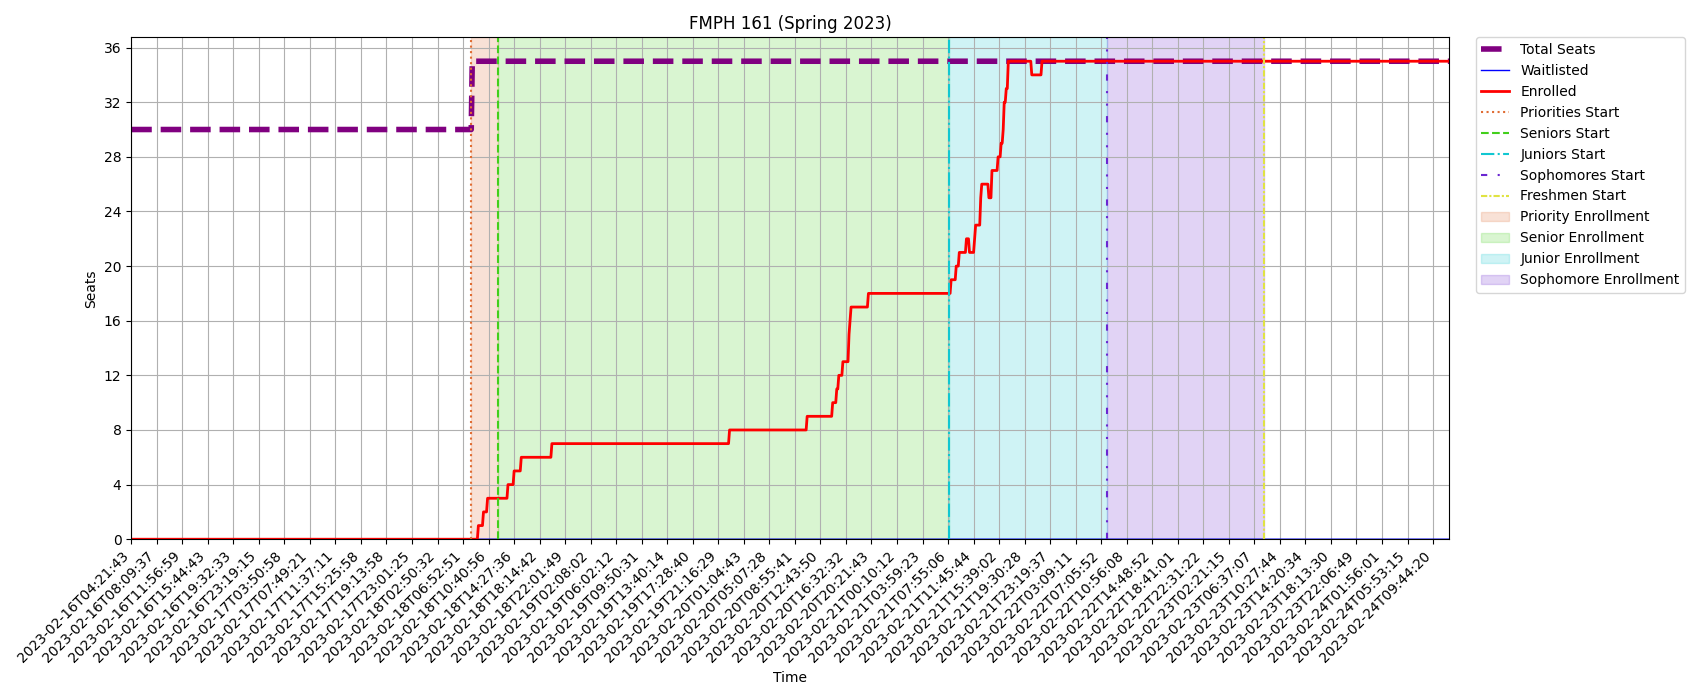 FMPH 161 (Spring 2023)
36
32
28
24
20
16
12
8
4
0
Seats
2023-02-16T04:21:43
2023-02-16T08:09:37
2023-02-16T11:56:59
2023-02-16T15:44:43
2023-02-16T19:32:33
2023-02-16T23:19:15
2023-02-17T03:50:58
2023-02-17T07:49:21
2023-02-17T11:37:11
2023-02-17T15:25:58
2023-02-17T19:13:58
2023-02-17T23:01:25
2023-02-18T02:50:32
2023-02-18T06:52:51
2023-02-18T10:40:56
2023-02-18T14:27:36
2023-02-18T18:14:42
2023-02-18T22:01:49
2023-02-19T02:08:02
2023-02-19T06:02:12
2023-02-19T09:50:31
2023-02-19T13:40:14
2023-02-19T17:28:40
2023-02-19T21:16:29
2023-02-20T01:04:43
2023-02-20T05:07:28
2023-02-20T08:55:41
2023-02-20T12:43:50
2023-02-20T16:32:32
2023-02-20T20:21:43
2023-02-21T00:10:12
2023-02-21T03:59:23
2023-02-21T07:55:06
2023-02-21T11:45:44
2023-02-21T15:39:02
2023-02-21T19:30:28
2023-02-21T23:19:37
2023-02-22T03:09:11
2023-02-22T07:05:52
2023-02-22T10:56:08
2023-02-22T14:48:52
2023-02-22T18:41:01
2023-02-22T22:31:22
2023-02-23T02:21:15
2023-02-23T06:37:07
2023-02-23T10:27:44
2023-02-23T14:20:34
2023-02-23T18:13:30
2023-02-23T22:06:49
2023-02-24T01:56:01
2023-02-24T05:53:15
2023-02-24T09:44:20
Time
Total Seats
Waitlisted
Enrolled
Priorities Start
Seniors Start
Juniors Start
Sophomores Start
Freshmen Start
Priority Enrollment
Senior Enrollment
Junior Enrollment
Sophomore Enrollment